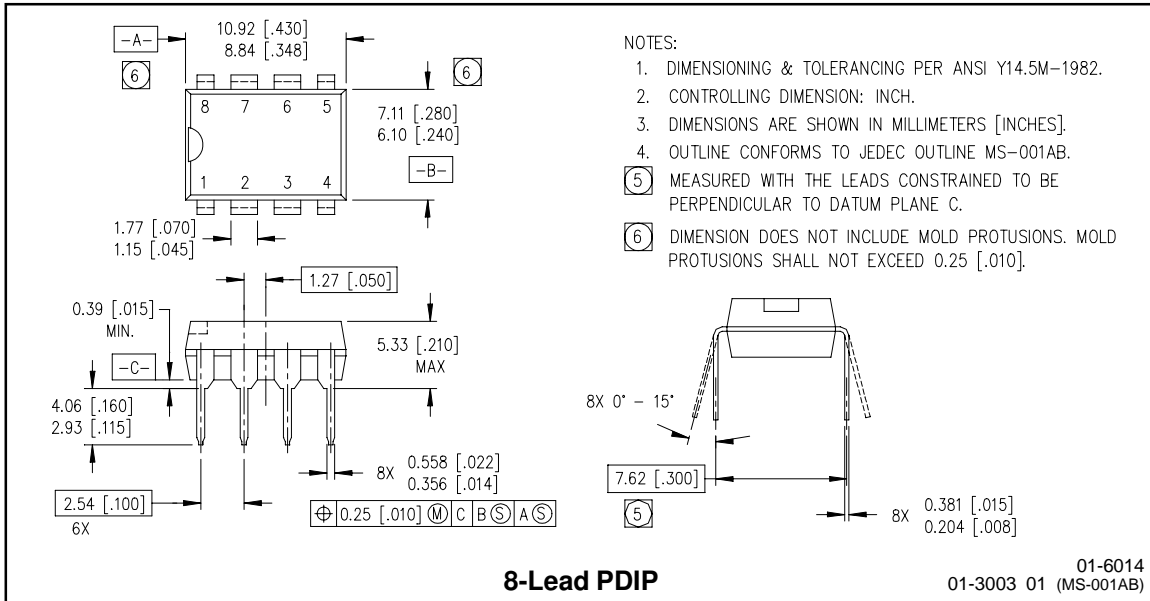 10.92 [.430]
8.84 [.348]
-A-
6
6
8 7 6 5
1 2 3 4
7.11 [.280]
6.10 [.240]
-B-
1.77 [.070]
1.15 [.045]
1.27 [.050]
0.39 [.015]
MIN.
5.33 [.210]
MAX
-C-
4.06 [.160]
2.93 [.115]
8X 0.558 [.022]
0.356 [.014]
2.54 [.100]
6X
⌖ 0.25 [.010] Ⓜ C B Ⓢ A Ⓢ
NOTES:
1. DIMENSIONING & TOLERANCING PER ANSI Y14.5M-1982.
2. CONTROLLING DIMENSION: INCH.
3. DIMENSIONS ARE SHOWN IN MILLIMETERS [INCHES].
4. OUTLINE CONFORMS TO JEDEC OUTLINE MS-001AB.
5 MEASURED WITH THE LEADS CONSTRAINED TO BE
PERPENDICULAR TO DATUM PLANE C.
6 DIMENSION DOES NOT INCLUDE MOLD PROTUSIONS. MOLD
PROTUSIONS SHALL NOT EXCEED 0.25 [.010].
8X 0° - 15°
7.62 [.300]
5
8X 0.381 [.015]
0.204 [.008]
8-Lead PDIP
01-6014
01-3003 01 (MS-001AB)